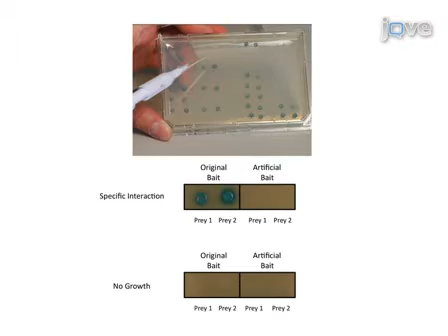 jove
Original Bait
Artificial Bait
Specific Interaction
Prey 1 Prey 2 Prey 1 Prey 2
Original Bait
Artificial Bait
No Growth
Prey 1 Prey 2 Prey 1 Prey 2